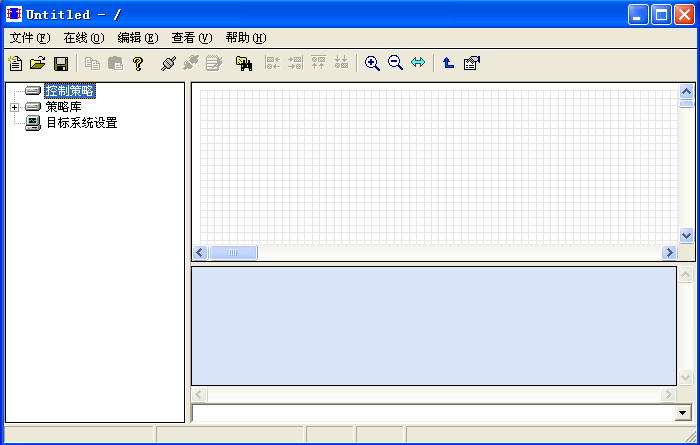 Untitled - /
文件(F) 在线(O) 编辑(E) 查看(V) 帮助(H)
控制策略
策略库
目标系统设置